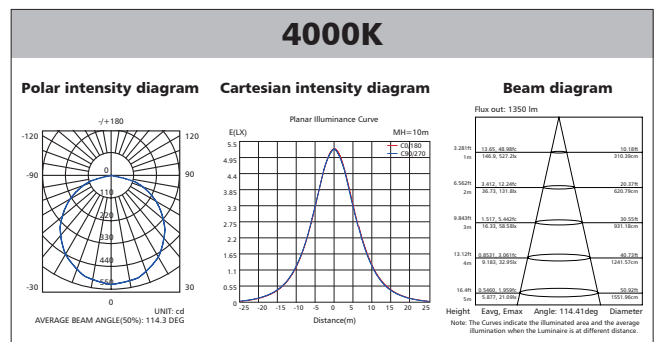 4000K
Polar intensity diagram
Cartesian intensity diagram
Beam diagram
-/+180
-120
120
-90
90
-30
30
0
0
110
220
330
440
550
UNIT: cd
AVERAGE BEAM ANGLE(50%): 114.3 DEG
Planar Illuminance Curve
E(LX)
MH=10m
C0/180
C90/270
5.5
4.95
4.4
3.85
3.3
2.75
2.2
1.65
1.1
0.55
0
-25 -20 -15 -10 -5 0 5 10 15 20 25
Distance(m)
Flux out: 1350 lm
3.281ft 13.65, 48.98fc 10.18ft
1m 146.9, 527.2lx 310.39cm
6.562ft 3.412, 12.24fc 20.37ft
2m 36.73, 131.8lx 620.79cm
9.843ft 1.517, 5.442fc 30.55ft
3m 16.33, 58.58lx 931.18cm
13.12ft 0.8531, 3.061fc 40.73ft
4m 9.183, 32.95lx 1241.57cm
16.4ft 0.5460, 1.959fc 50.92ft
5m 5.877, 21.09lx 1551.96cm
Height Eavg, Emax Angle: 114.41deg Diameter
Note: The Curves indicate the illuminated area and the average
illumination when the Luminaire is at different distance.